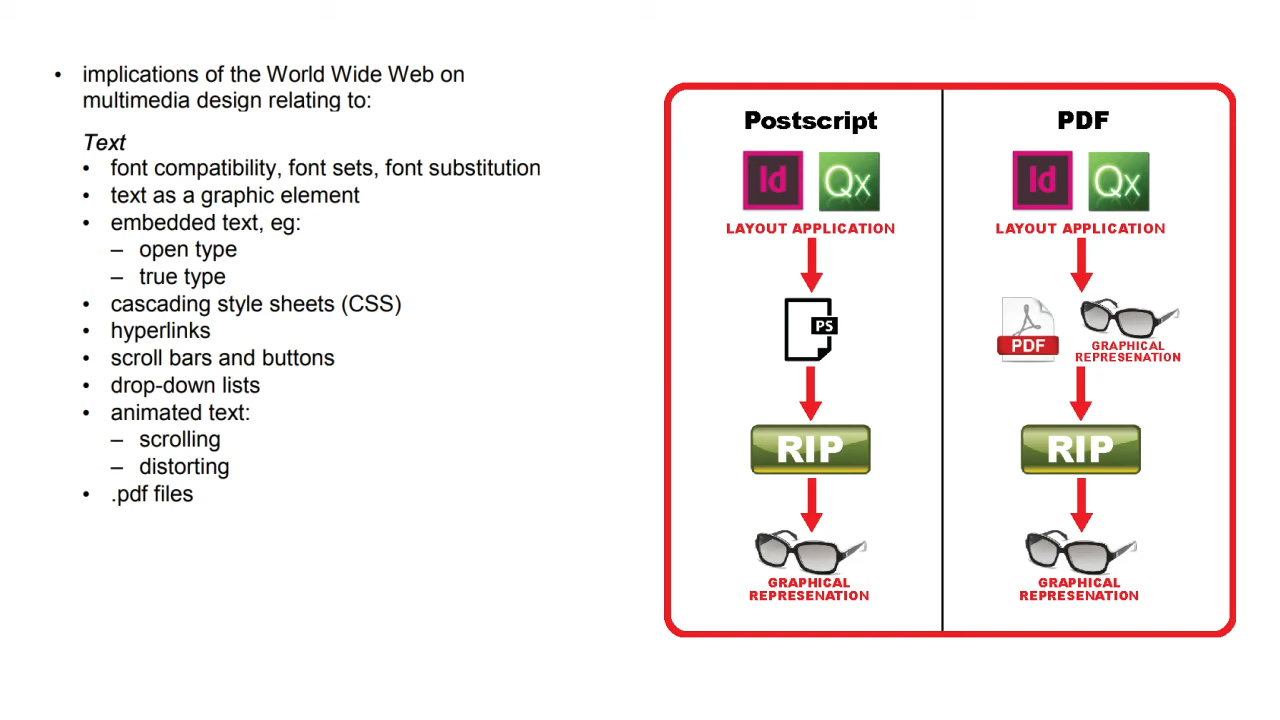 • implications of the World Wide Web on
multimedia design relating to:
Text
• font compatibility, font sets, font substitution
• text as a graphic element
• embedded text, eg:
– open type
– true type
• cascading style sheets (CSS)
• hyperlinks
• scroll bars and buttons
• drop-down lists
• animated text:
– scrolling
– distorting
• .pdf files
Postscript
Id
Qx
LAYOUT APPLICATION
PS
RIP
GRAPHICAL
REPRESENATION
PDF
Id
Qx
LAYOUT APPLICATION
PDF
GRAPHICAL
REPRESENATION
RIP
GRAPHICAL
REPRESENATION